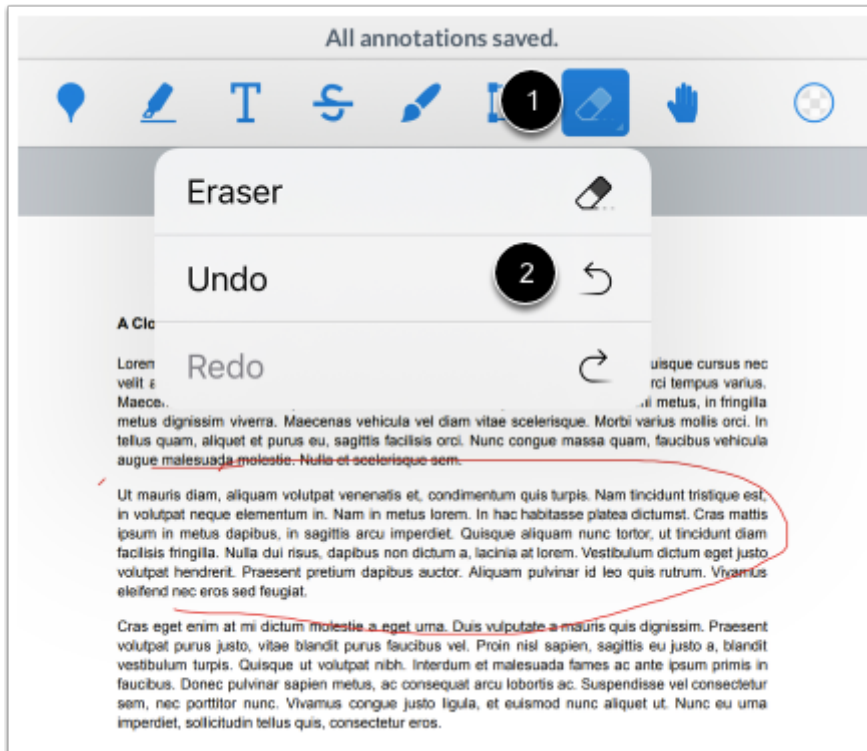 All annotations saved.
T S 1
Eraser
Undo 2
Redo
A Clo
Lorem uisque cursus nec
velit a rci tempus varius.
Maecen mi metus, in fringilla
metus dignissim viverra. Maecenas vehicula vel diam vitae scelerisque. Morbi varius mollis orci. In
tellus quam, aliquet et purus eu, sagittis facilisis orci. Nunc congue massa quam, faucibus vehicula
augue malesuada molestie. Nulla et scelerisque sem.
Ut mauris diam, aliquam volutpat venenatis et, condimentum quis turpis. Nam tincidunt tristique est,
in volutpat neque elementum in. Nam in metus lorem. In hac habitasse platea dictumst. Cras mattis
ipsum in metus dapibus, in sagittis arcu imperdiet. Quisque aliquam nunc tortor, ut tincidunt diam
facilisis fringilla. Nulla dui risus, dapibus non dictum a, lacinia at lorem. Vestibulum dictum eget justo
volutpat hendrerit. Praesent pretium dapibus auctor. Aliquam pulvinar id leo quis rutrum. Vivamus
eleifend nec eros sed feugiat.
Cras eget enim at mi dictum molestie a eget urna. Duis vulputate a mauris quis dignissim. Praesent
volutpat purus justo, vitae blandit purus faucibus vel. Proin nisl sapien, sagittis eu justo a, blandit
vestibulum turpis. Quisque ut volutpat nibh. Interdum et malesuada fames ac ante ipsum primis in
faucibus. Donec pulvinar sapien metus, ac consequat arcu lobortis ac. Suspendisse vel consectetur
sem, nec porttitor nunc. Vivamus congue justo ligula, et euismod nunc aliquet ut. Nunc eu urna
imperdiet, sollicitudin tellus quis, consectetur eros.